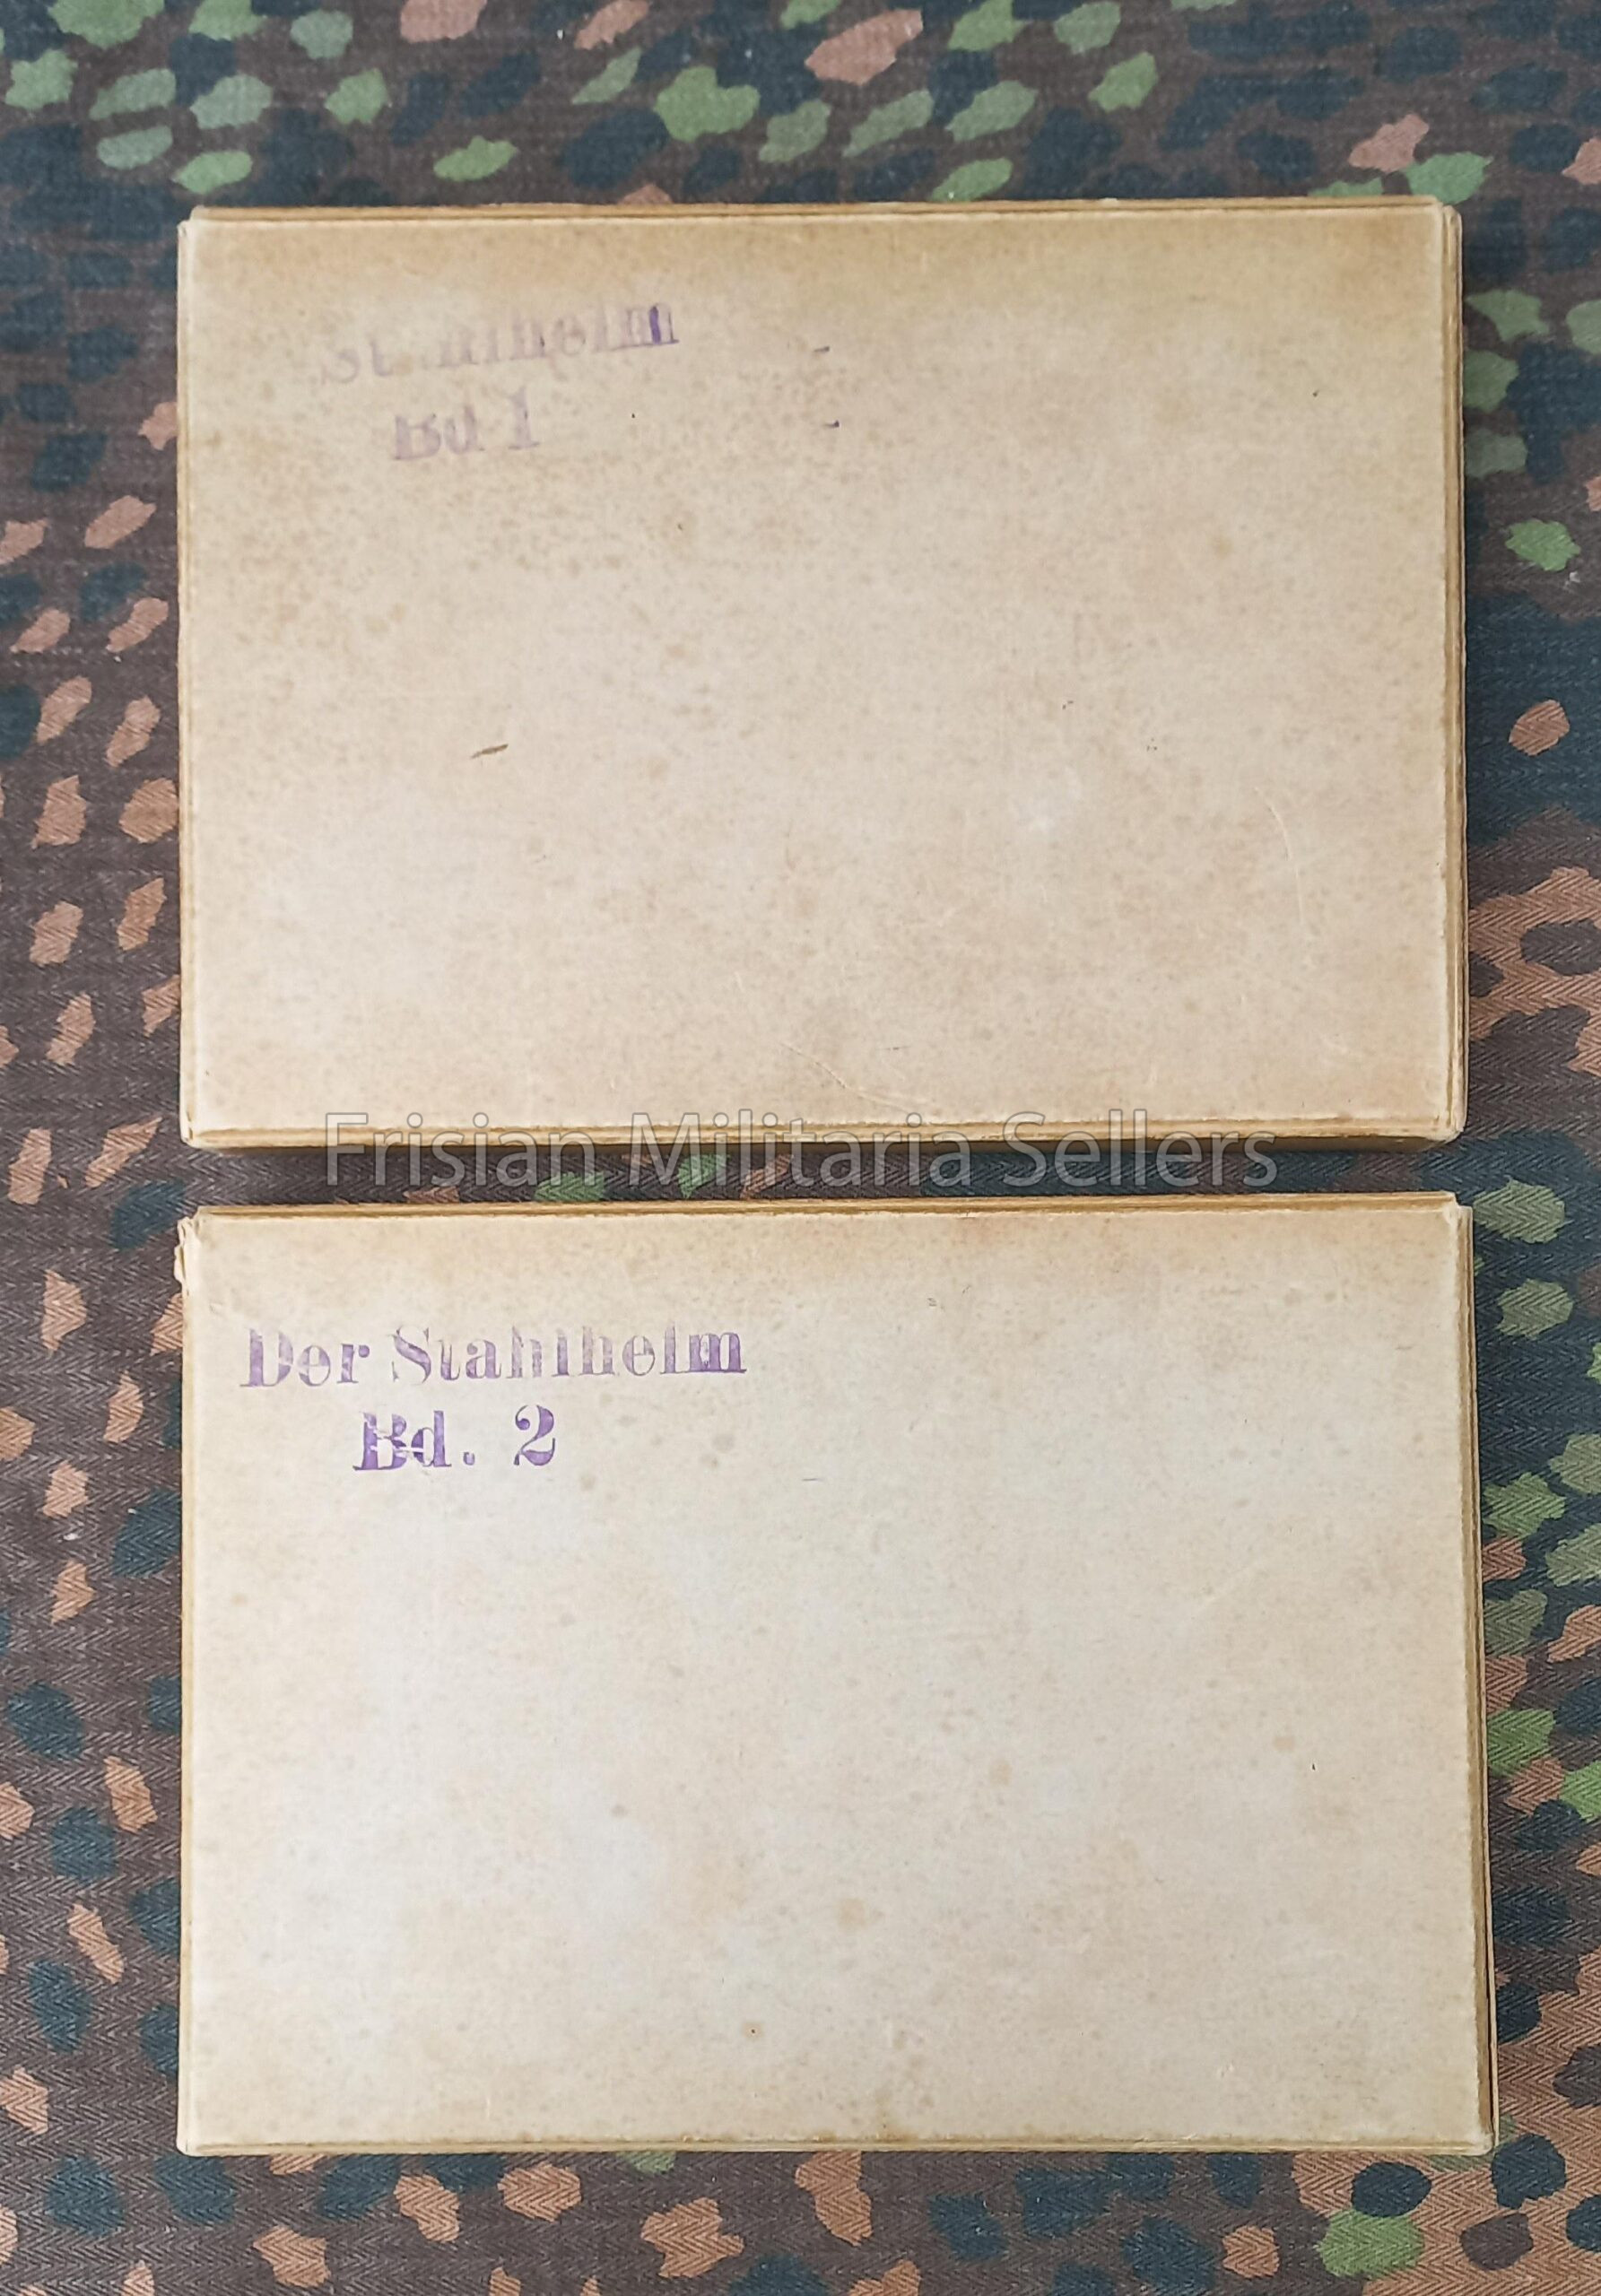 Stahlhelm
Bd 1
Frisian Militaria Sellers
Der Stahlhelm
Bd. 2